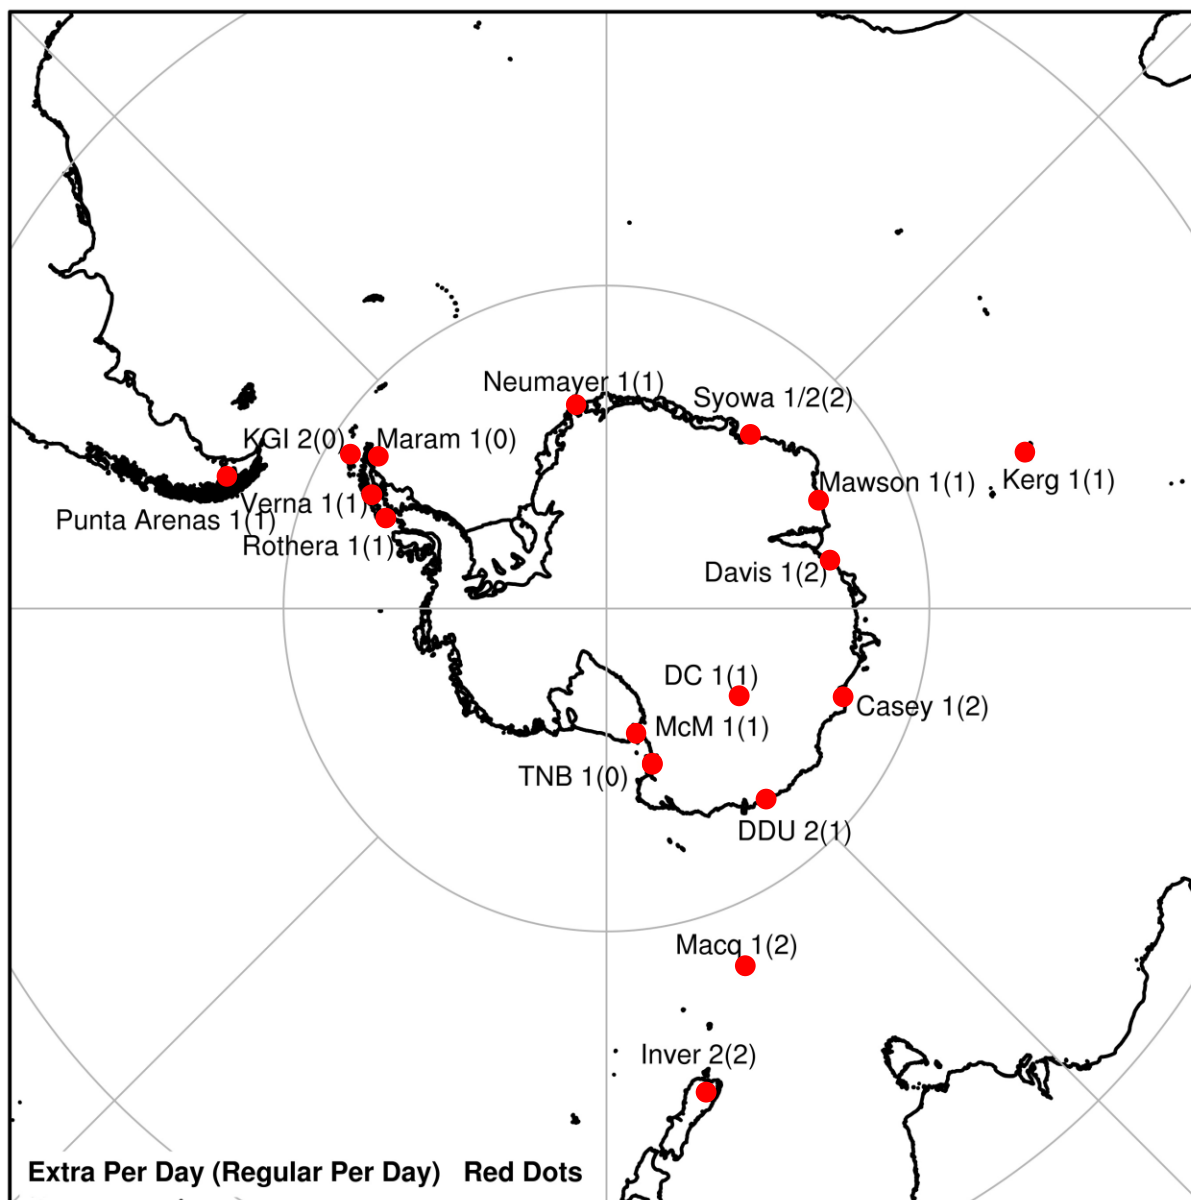 Neumayer 1(1)
Syowa 1/2(2)
KGI 2(0)
Maram 1(0)
Mawson 1(1)
Kerg 1(1)
Verna 1(1)
Punta Arenas 1(1)
Rothera 1(1)
Davis 1(2)
DC 1(1)
Casey 1(2)
McM 1(1)
TNB 1(0)
DDU 2(1)
Macq 1(2)
Inver 2(2)
Extra Per Day (Regular Per Day) Red Dots